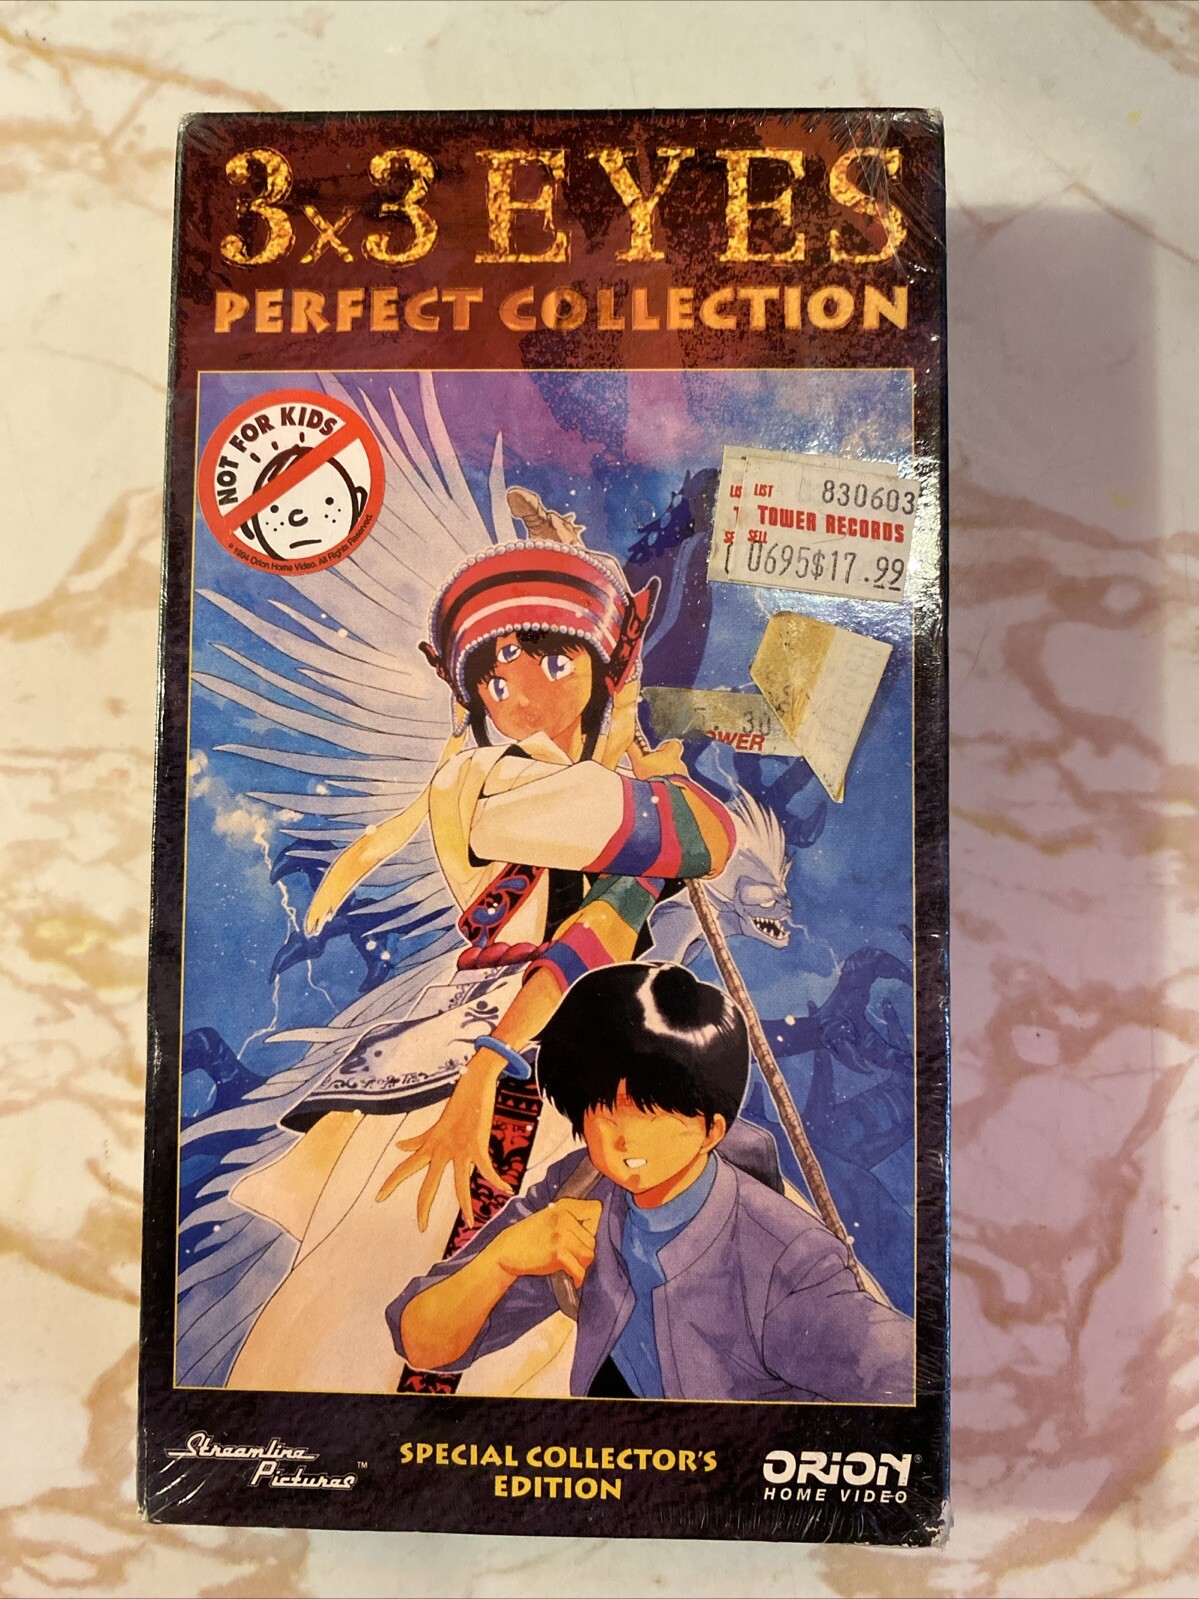 3x3 EYES
PERFECT COLLECTION
NOT FOR KIDS
© 1994 Orion Home Video. All Rights Reserved.
LIST 830603
TOWER RECORDS
SELL
0695$17.99
OWER
Streamline Pictures™
SPECIAL COLLECTOR'S
EDITION
ORION®
HOME VIDEO